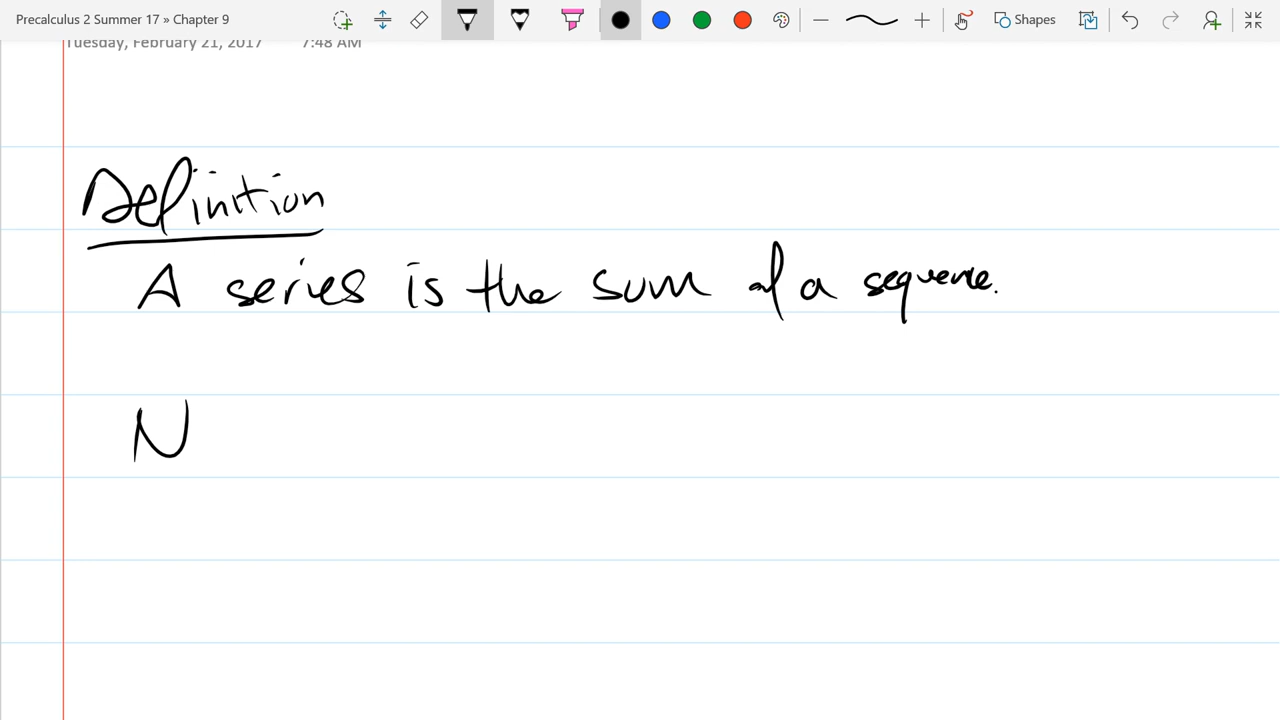 Precalculus 2 Summer 17 » Chapter 9
Shapes
Tuesday, February 21, 2017 7:48 AM
Definition
A series is the sum of a sequence.
N